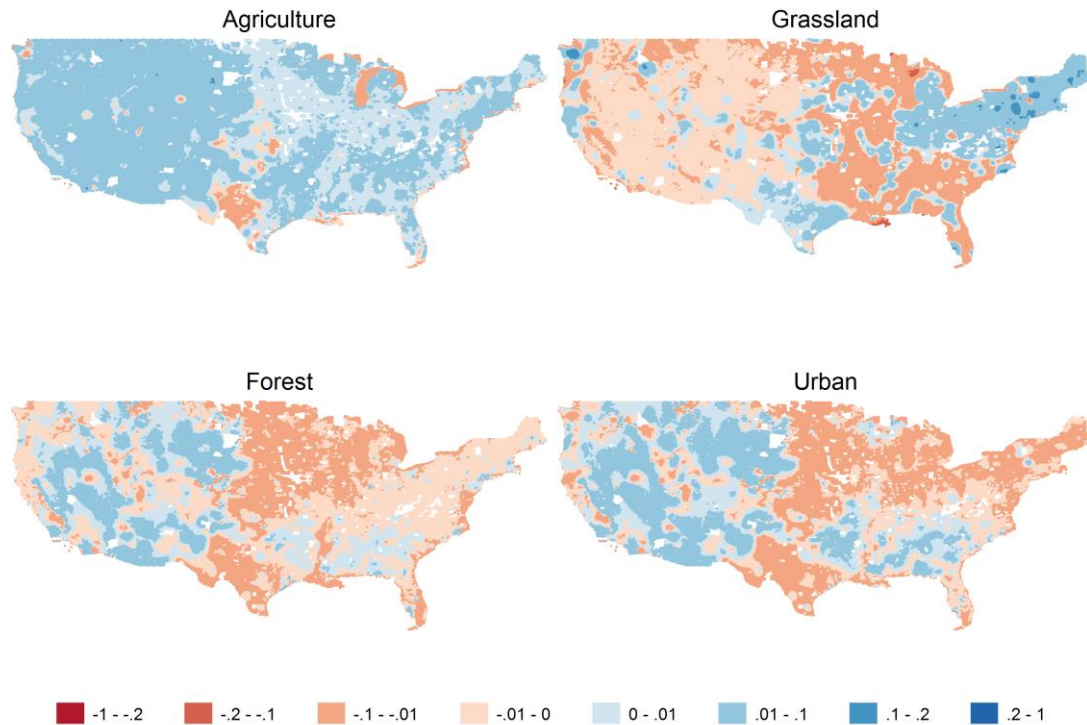 Agriculture
Grassland
Forest
Urban
-1 - -.2
-.2 - -.1
-.1 - -.01
-.01 - 0
0 - .01
.01 - .1
.1 - .2
.2 - 1